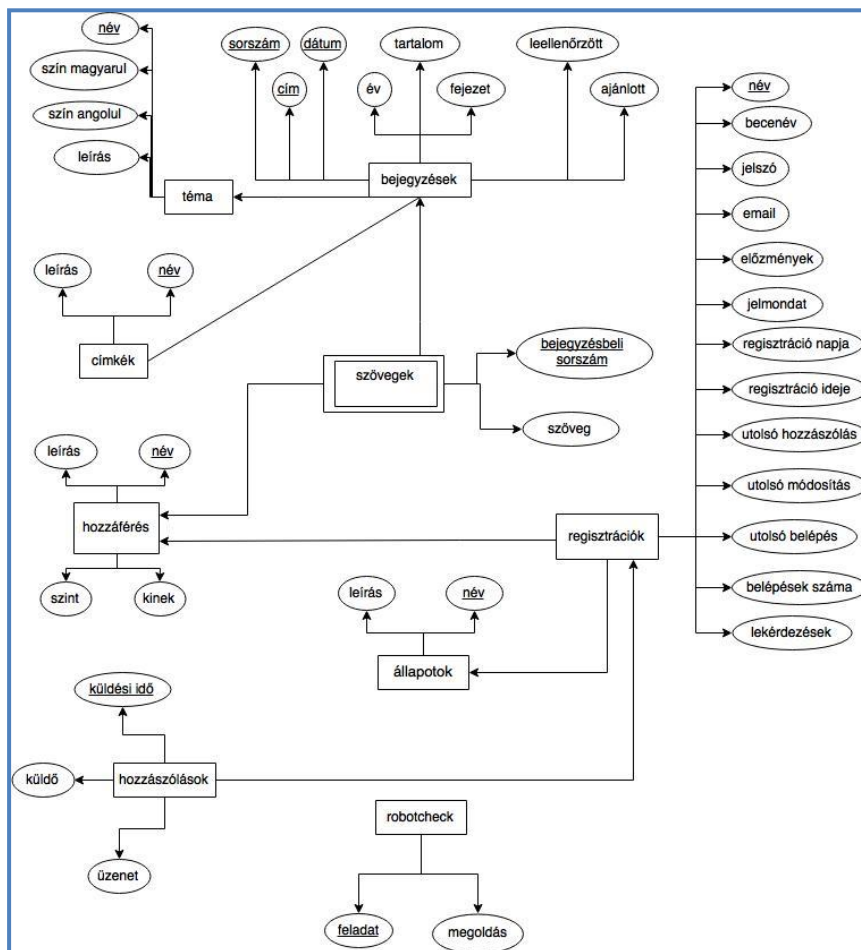 név
szín magyarul
szín angolul
leírás
téma
sorszám
dátum
cím
tartalom
év
fejezet
leellenőrzött
ajánlott
bejegyzések
leírás
név
címkék
szövegek
bejegyzésbeli
sorszám
szöveg
név
becenév
jelszó
email
előzmények
jelmondat
regisztráció napja
regisztráció ideje
utolsó hozzászólás
utolsó módosítás
utolsó belépés
belépések száma
lekérdezések
regisztrációk
leírás
név
hozzáférés
szint
kinek
leírás
név
állapotok
küldési idő
küldő
hozzászólások
üzenet
robotcheck
feladat
megoldás